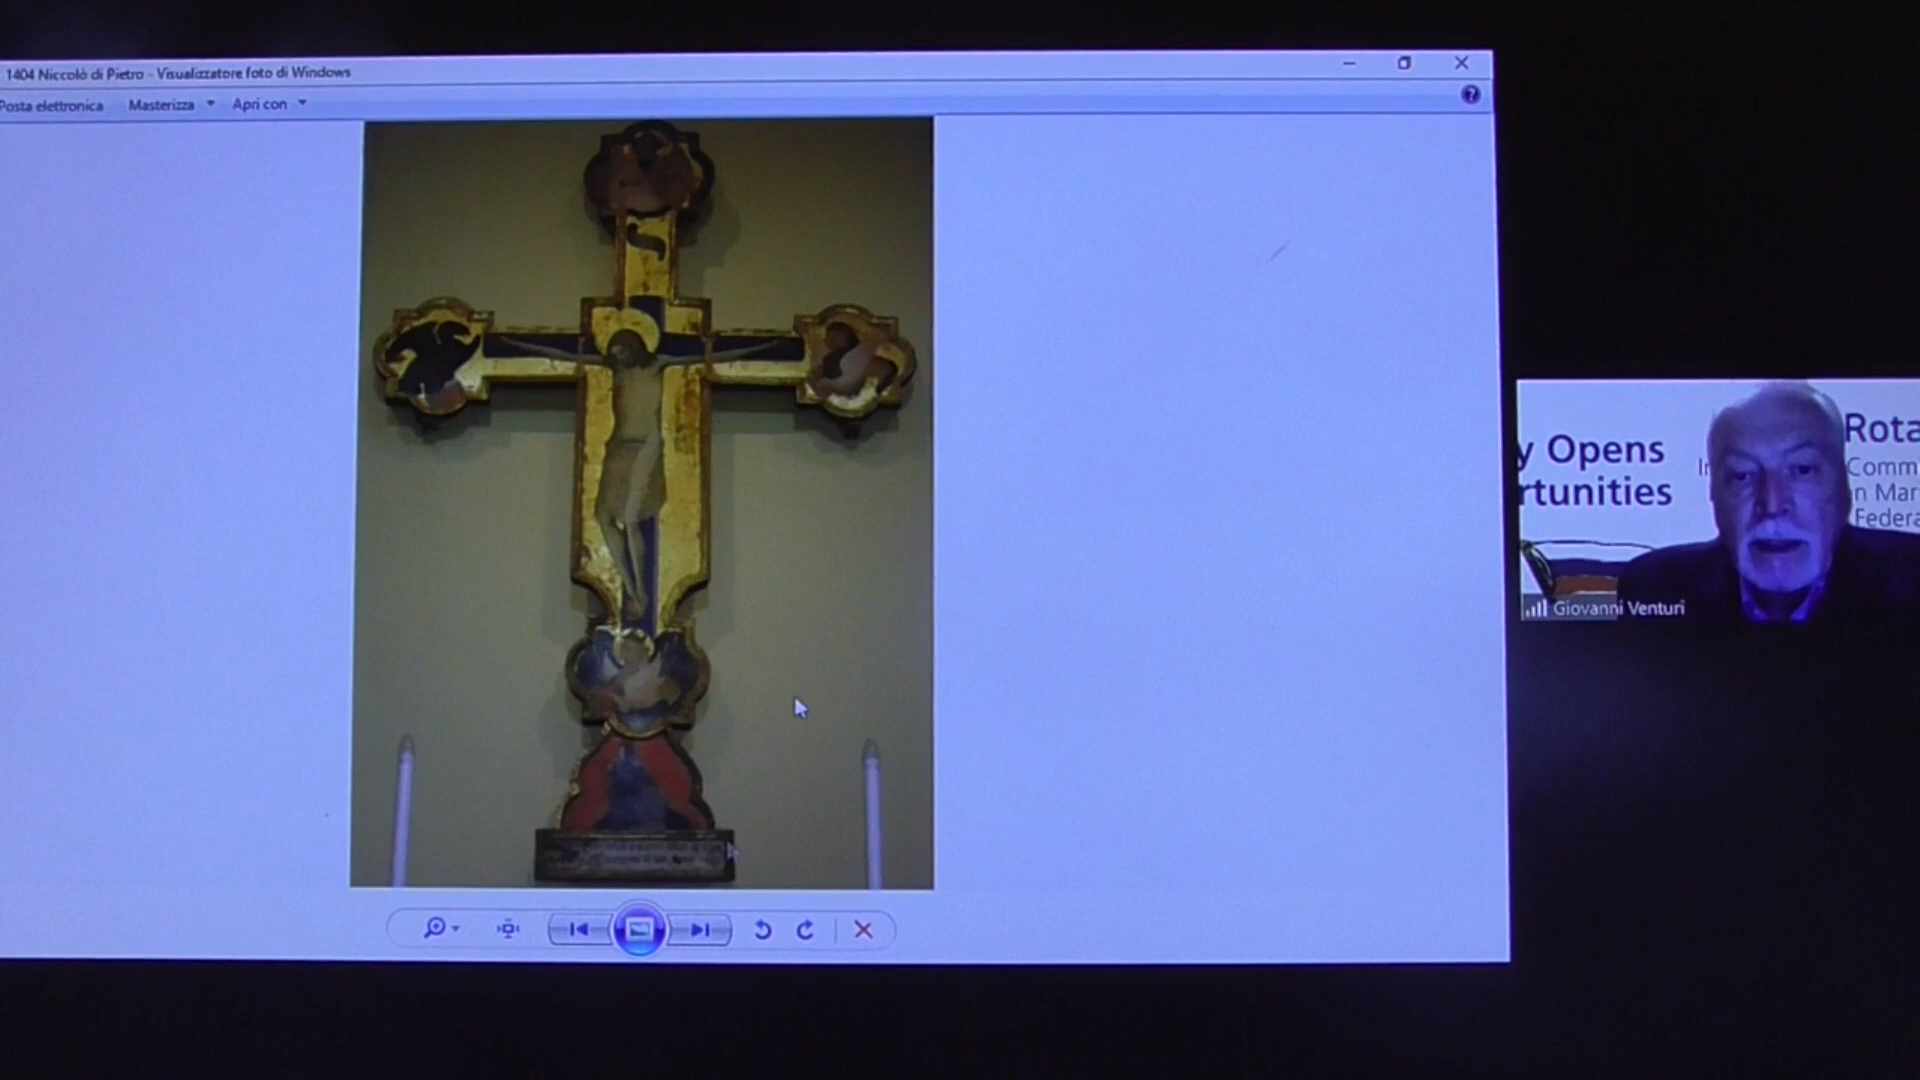 1404 Niccolò di Pietro - Visualizzatore foto di Windows
Posta elettronica Masterizza Apri con
y Opens
rtunities
Rota
Comm
n Mar
Federa
Giovanni Venturi